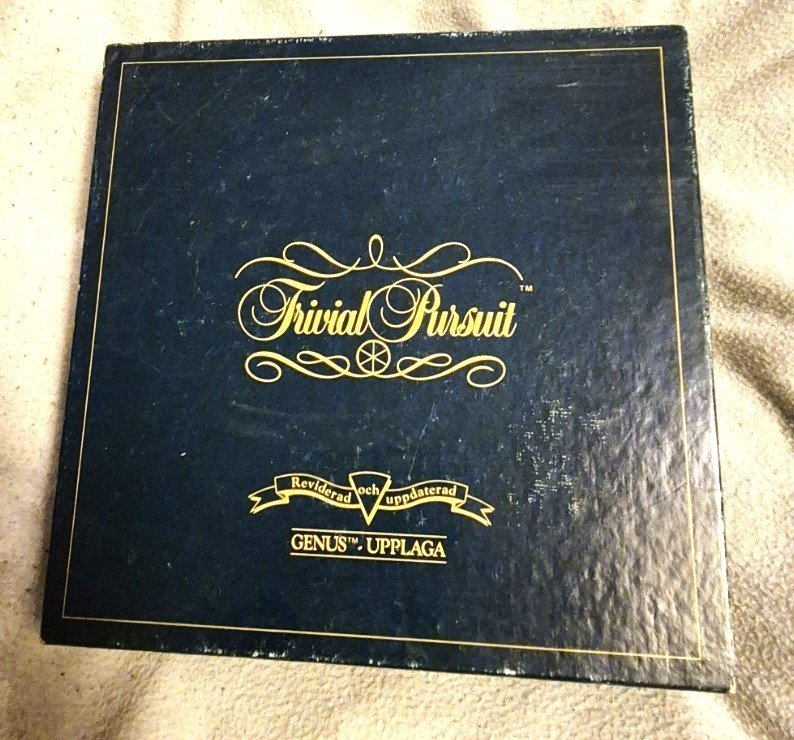 Trivial Pursuit™
Reviderad och uppdaterad
GENUS™ · UPPLAGA